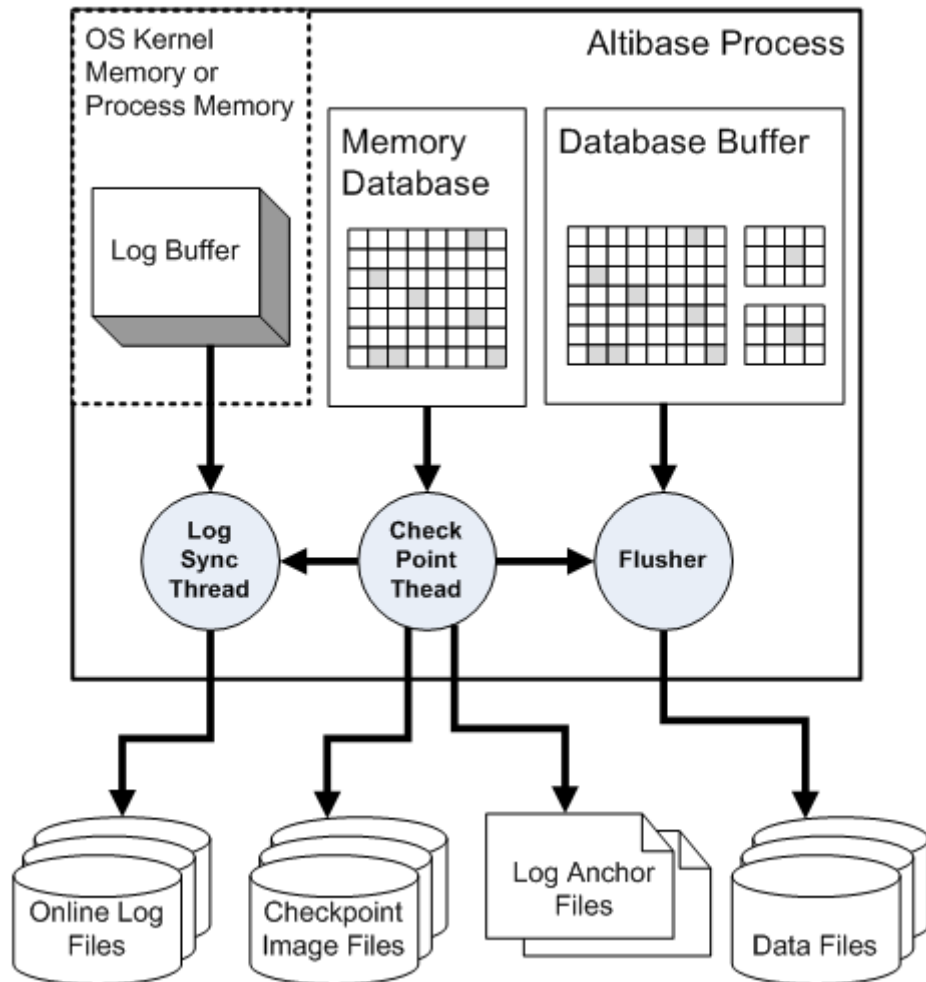 OS Kernel
Memory or
Process Memory
Altibase Process
Memory
Database
Database Buffer
Log Buffer
Log
Sync
Thread
Check
Point
Thead
Flusher
Online Log
Files
Checkpoint
Image Files
Log Anchor
Files
Data Files